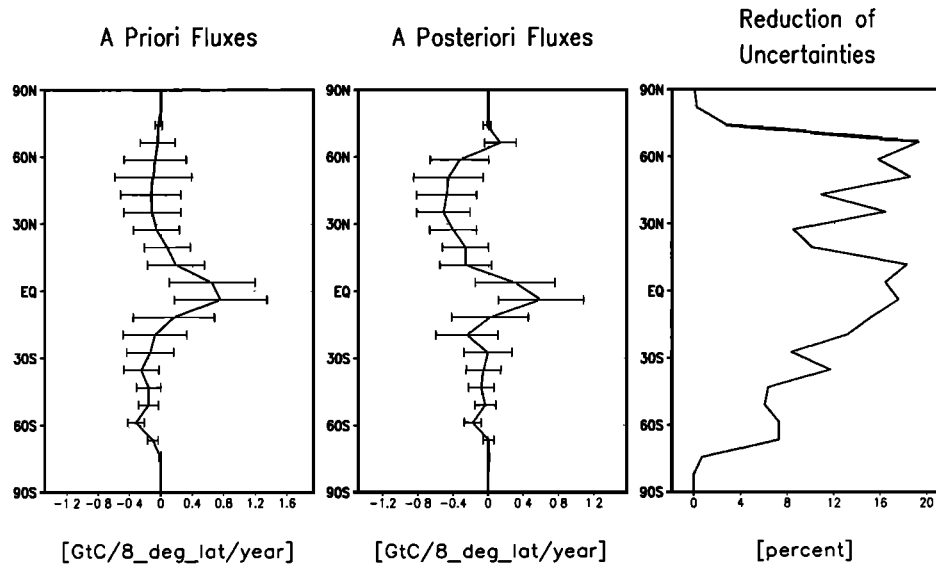 A Priori Fluxes
90N
60N
30N
EQ
30S
60S
90S
-1.2 -0.8 -0.4 0 0.4 0.8 1.2 1.6
[GtC/8_deg_lat/year]
A Posteriori Fluxes
90N
60N
30N
EQ
30S
60S
90S
-1.2 -0.8 -0.4 0 0.4 0.8 1.2
[GtC/8_deg_lat/year]
Reduction of
Uncertainties
90N
60N
30N
EQ
30S
60S
90S
0 4 8 12 16 20
[percent]